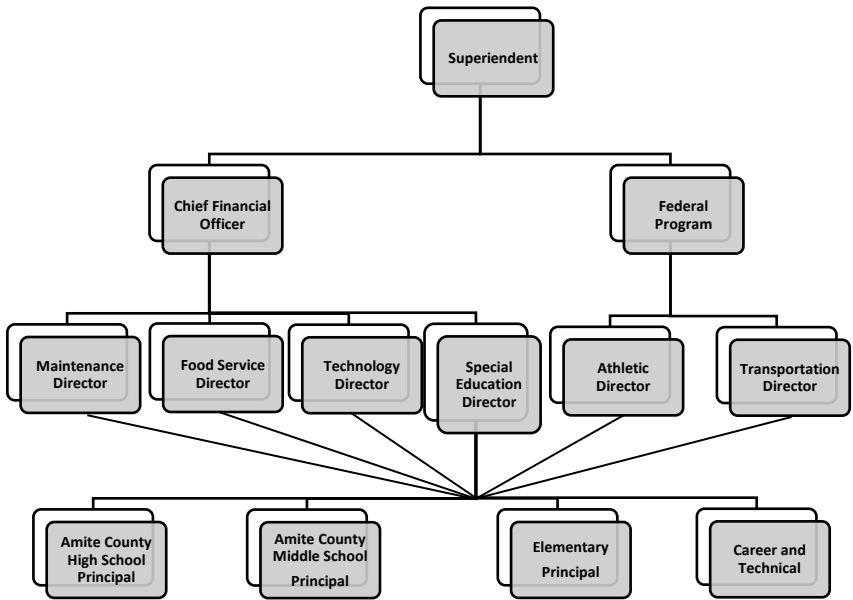 Superiendent
Chief Financial
Officer
Federal
Program
Maintenance
Director
Food Service
Director
Technology
Director
Special
Education
Director
Athletic
Director
Transportation
Director
Amite County
High School
Principal
Amite County
Middle School
Principal
Elementary
Principal
Career and
Technical